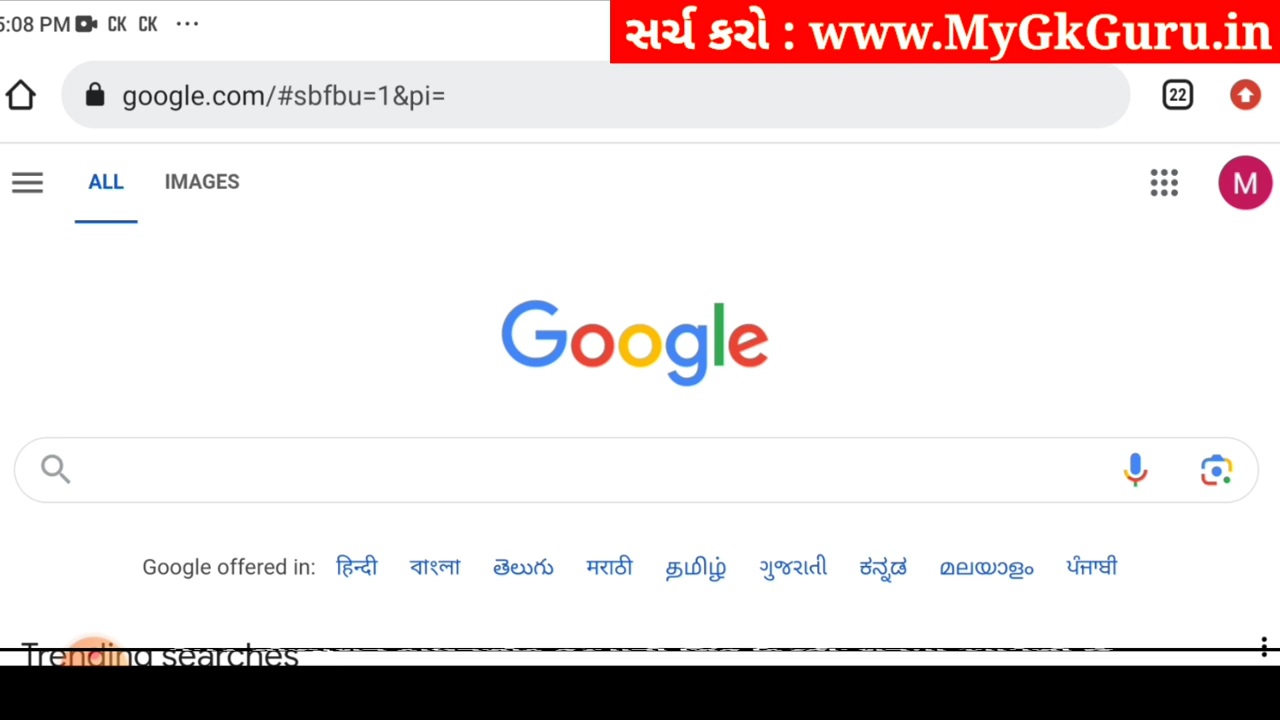 5:08 PM CK CK ...
સર્ચ કરો : www.MyGkGuru.in
google.com/#sbfbu=1&pi=
22
ALL IMAGES
M
Google
Google offered in: हिन्दी বাংলা తెలుగు मराठी தமிழ் ગુજરાતી ಕನ್ನಡ മലയാളം ਪੰਜਾਬੀ
Trending searches